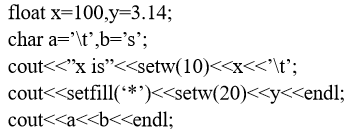 float x=100,y=3.14;
char a=’\t’,b=’s’;
cout<<”x is”<<setw(10)<<x<<’\t’;
cout<<setfill(‘*’)<<setw(20)<<y<<endl;
cout<<a<<b<<endl;